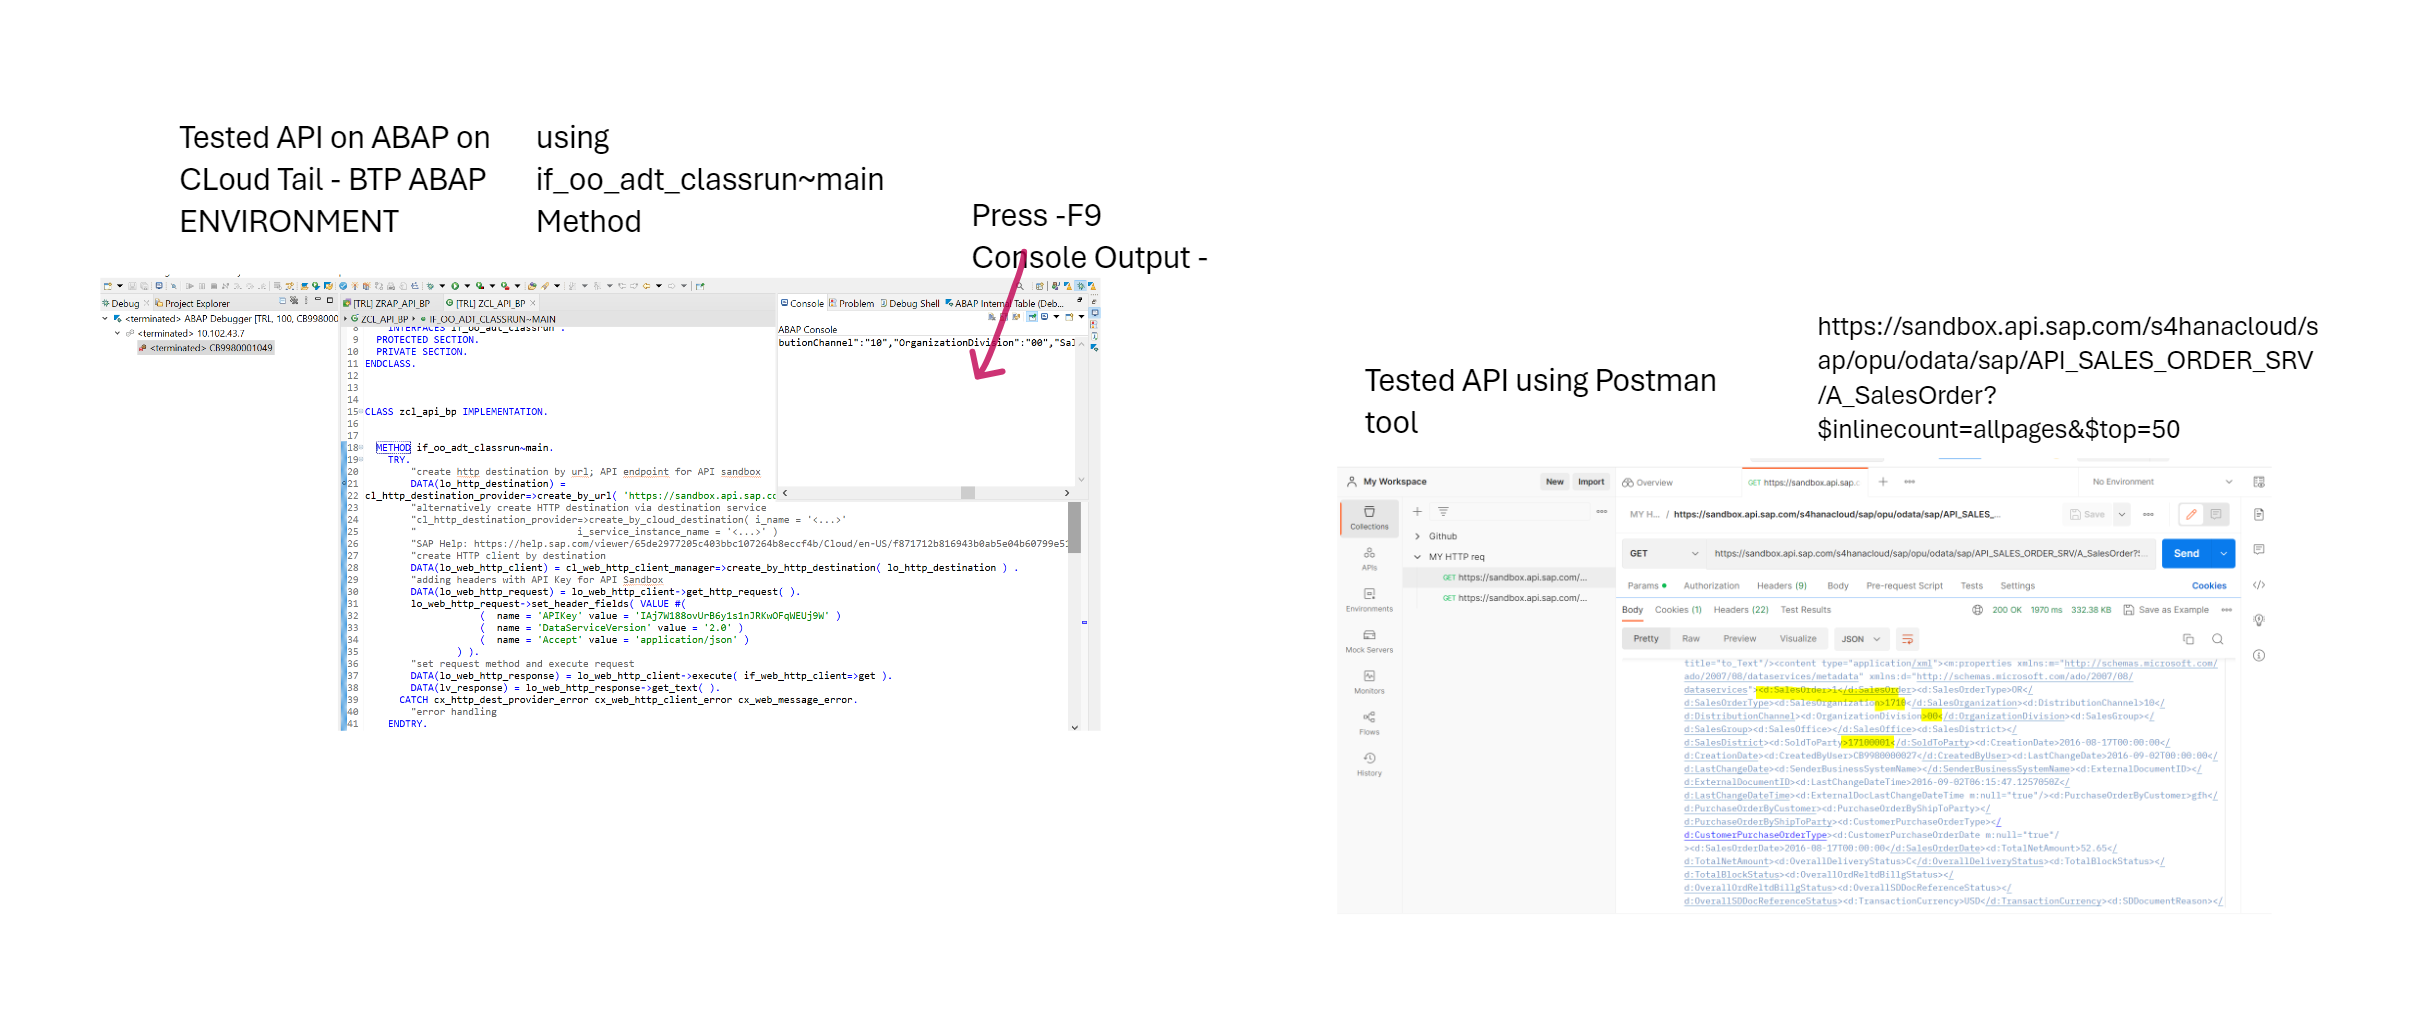 Tested API on ABAP on
CLoud Tail - BTP ABAP
ENVIRONMENT
using
if_oo_adt_classrun~main
Method
Press -F9
Console Output -
Debug
Project Explorer
<terminated> ABAP Debugger [TRL, 100, CB998000
<terminated> 10.102.43.7
<terminated> CB9980001049
[TRL] ZRAP_API_BP
[TRL] ZCL_API_BP
ZCL_API_BP
IF_OO_ADT_CLASSRUN~MAIN
8 INTERFACES if_oo_adt_classrun .
9 PROTECTED SECTION.
10 PRIVATE SECTION.
11 ENDCLASS.
12
13
14
15 CLASS zcl_api_bp IMPLEMENTATION.
16
17
18 METHOD if_oo_adt_classrun~main.
19 TRY.
20 "create http destination by url; API endpoint for API sandbox
21 DATA(lo_http_destination) =
22 cl_http_destination_provider=>create_by_url( 'https://sandbox.api.sap.cc
23 "alternatively create HTTP destination via destination service
24 "cl_http_destination_provider=>create_by_cloud_destination( i_name = '<...>'
25 " i_service_instance_name = '<...>' )
26 "SAP Help: https://help.sap.com/viewer/65de2977205c403bbc107264b8eccf4b/Cloud/en-US/f871712b816943b0ab5e04b60799e51
27 "create HTTP client by destination
28 DATA(lo_web_http_client) = cl_web_http_client_manager=>create_by_http_destination( lo_http_destination ) .
29 "adding headers with API Key for API Sandbox
30 DATA(lo_web_http_request) = lo_web_http_client->get_http_request( ).
31 lo_web_http_request->set_header_fields( VALUE #(
32 ( name = 'APIKey' value = 'IAj7W188ovUrB6y1s1nJRKwOFqWEUj9W' )
33 ( name = 'DataServiceVersion' value = '2.0' )
34 ( name = 'Accept' value = 'application/json' )
35 ) ).
36 "set request method and execute request
37 DATA(lo_web_http_response) = lo_web_http_client->execute( if_web_http_client=>get ).
38 DATA(lv_response) = lo_web_http_response->get_text( ).
39 CATCH cx_http_dest_provider_error cx_web_http_client_error cx_web_message_error.
40 "error handling
41 ENDTRY.
Console
Problem
Debug Shell
ABAP Internal Table (Deb...
ABAP Console
butionChannel":"10","OrganizationDivision":"00","Sal
Tested API using Postman
tool
https://sandbox.api.sap.com/s4hanacloud/s
ap/opu/odata/sap/API_SALES_ORDER_SRV
/A_SalesOrder?
$inlinecount=allpages&$top=50
My Workspace
New
Import
Collections
APIs
Environments
Mock Servers
Monitors
Flows
History
Github
MY HTTP req
GET https://sandbox.api.sap.com/...
GET https://sandbox.api.sap.com/...
Overview
GET https://sandbox.api.sap.c
No Environment
MY H... / https://sandbox.api.sap.com/s4hanacloud/sap/opu/odata/sap/API_SALES_...
Save
GET
https://sandbox.api.sap.com/s4hanacloud/sap/opu/odata/sap/API_SALES_ORDER_SRV/A_SalesOrder?$...
Send
Params
Authorization
Headers (9)
Body
Pre-request Script
Tests
Settings
Cookies
Body
Cookies (1)
Headers (22)
Test Results
200 OK
1970 ms
332.38 KB
Save as Example
Pretty
Raw
Preview
Visualize
JSON
title="to_Text"/><content type="application/xml"><m:properties xmlns:m="http://schemas.microsoft.com/
ado/2007/08/dataservices/metadata" xmlns:d="http://schemas.microsoft.com/ado/2007/08/
dataservices"><d:SalesOrder>1</d:SalesOrder><d:SalesOrderType>OR</
d:SalesOrderType><d:SalesOrganization>1710</d:SalesOrganization><d:DistributionChannel>10</
d:DistributionChannel><d:OrganizationDivision>00</d:OrganizationDivision><d:SalesGroup></
d:SalesGroup><d:SalesOffice></d:SalesOffice><d:SalesDistrict></
d:SalesDistrict><d:SoldToParty>17100001</d:SoldToParty><d:CreationDate>2016-08-17T00:00:00</
d:CreationDate><d:CreatedByUser>CB9980000027</d:CreatedByUser><d:LastChangeDate>2016-09-02T00:00:00</
d:LastChangeDate><d:SenderBusinessSystemName></d:SenderBusinessSystemName><d:ExternalDocumentID></
d:ExternalDocumentID><d:LastChangeDateTime>2016-09-02T06:15:47.1257050Z</
d:LastChangeDateTime><d:ExternalDocLastChangeDateTime m:null="true"/><d:PurchaseOrderByCustomer>gfh</
d:PurchaseOrderByCustomer><d:PurchaseOrderByShipToParty></
d:PurchaseOrderByShipToParty><d:CustomerPurchaseOrderType></
d:CustomerPurchaseOrderType><d:CustomerPurchaseOrderDate m:null="true"/
><d:SalesOrderDate>2016-08-17T00:00:00</d:SalesOrderDate><d:TotalNetAmount>52.65</
d:TotalNetAmount><d:OverallDeliveryStatus>C</d:OverallDeliveryStatus><d:TotalBlockStatus></
d:TotalBlockStatus><d:OverallOrdReltdBillgStatus></
d:OverallOrdReltdBillgStatus><d:OverallSDDocReferenceStatus></
d:OverallSDDocReferenceStatus><d:TransactionCurrency>USD</d:TransactionCurrency><d:SDDocumentReason></